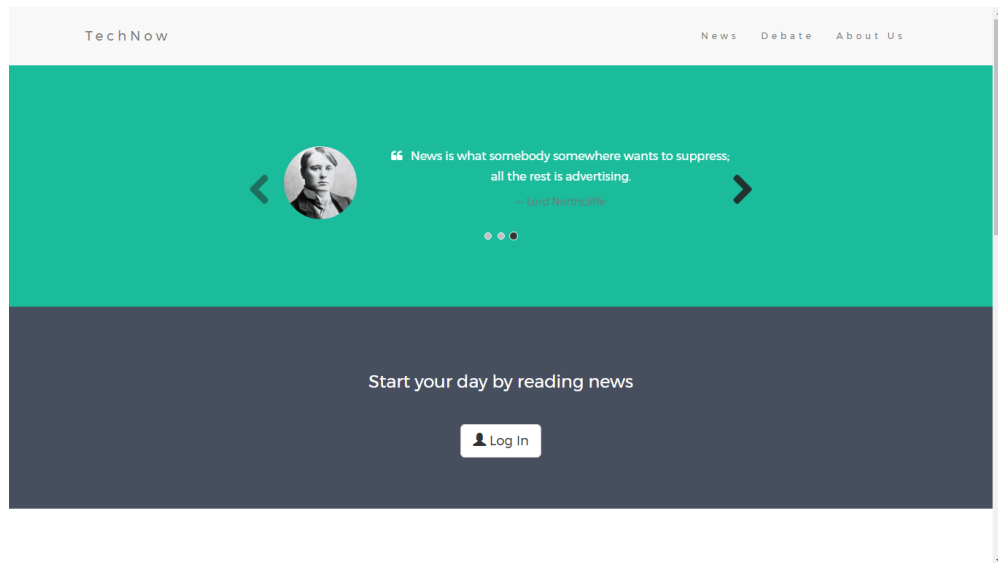 TechNow
News Debate About Us
News is what somebody somewhere wants to suppress;
all the rest is advertising.
— Lord Northcliffe
Start your day by reading news
Log In